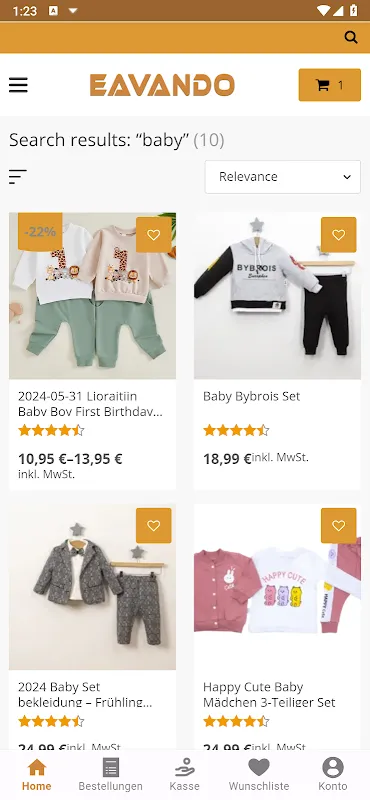 1:23
EAVANDO
1
Search results: “baby” (10)
Relevance
-22%
1 1
BYBROIS
2024-05-31 Lioraitiin
Baby Boy First Birthday...
10,95 €–13,95 €
inkl. MwSt.
Baby Bybrois Set
18,99 € inkl. MwSt.
HAPPY CUTE
2024 Baby Set
bekleidung – Frühling...
24,99 € inkl. MwSt.
Happy Cute Baby
Mädchen 3-Teiliger Set
24,99 € inkl. MwSt.
Home Bestellungen Kasse Wunschliste Konto